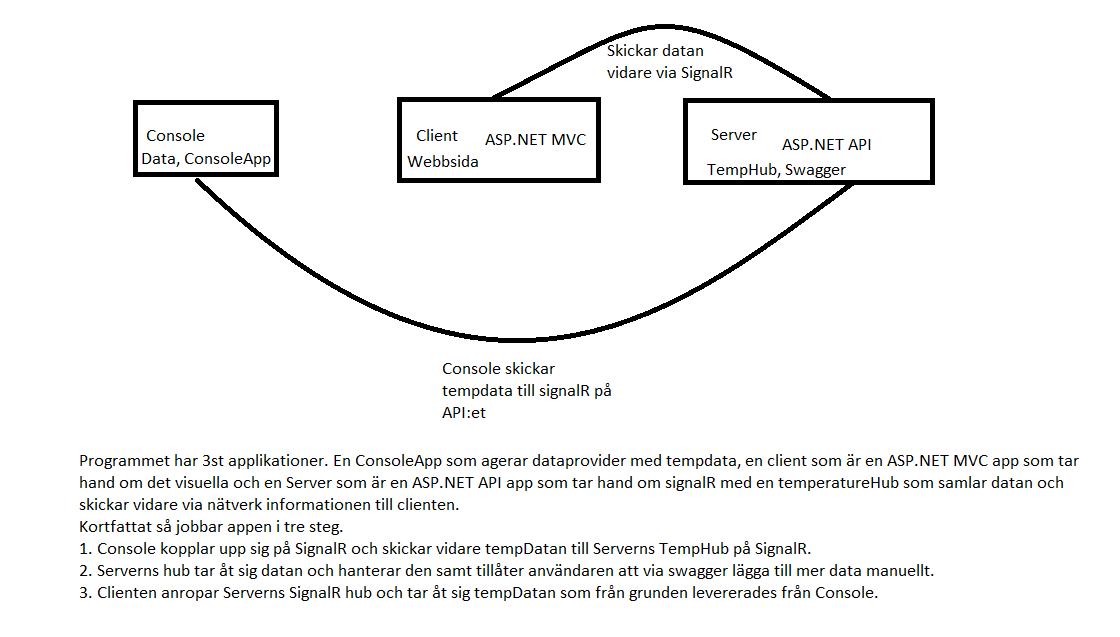 Skickar datan
vidare via SignalR
Console
Data, ConsoleApp
Client
ASP.NET MVC
Webbsida
Server
ASP.NET API
TempHub, Swagger
Console skickar
tempdata till signalR på
API:et
Programmet har 3st applikationer. En ConsoleApp som agerar dataprovider med tempdata, en client som är en ASP.NET MVC app som tar
hand om det visuella och en Server som är en ASP.NET API app som tar hand om signalR med en temperatureHub som samlar datan och
skickar vidare via nätverk informationen till clienten.
Kortfattat så jobbar appen i tre steg.
1. Console kopplar upp sig på SignalR och skickar vidare tempDatan till Serverns TempHub på SignalR.
2. Serverns hub tar åt sig datan och hanterar den samt tillåter användaren att via swagger lägga till mer data manuellt.
3. Clienten anropar Serverns SignalR hub och tar åt sig tempDatan som från grunden levererades från Console.